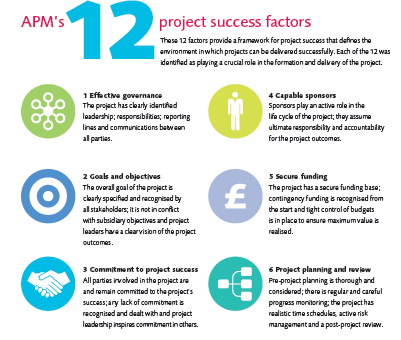 APM's 12 project success factors
These 12 factors provide a framework for project success that defines the
environment in which projects can be delivered successfully. Each of the 12 was
identified as playing a crucial role in the formation and delivery of the project.
1 Effective governance
The project has clearly identified
leadership; responsibilities; reporting
lines and communications between
all parties.
2 Goals and objectives
The overall goal of the project is
clearly specified and recognised by
all stakeholders; it is not in conflict
with subsidiary objectives and project
leaders have a clear vision of the project
outcomes.
3 Commitment to project success
All parties involved in the project are
and remain committed to the project's
success; any lack of commitment is
recognised and dealt with and project
leadership inspires commitment in others.
4 Capable sponsors
Sponsors play an active role in the
life cycle of the project; they assume
ultimate responsibility and accountability
for the project outcomes.
£
5 Secure funding
The project has a secure funding base;
contingency funding is recognised from
the start and tight control of budgets
is in place to ensure maximum value is
realised.
6 Project planning and review
Pre-project planning is thorough and
considered; there is regular and careful
progress monitoring; the project has
realistic time schedules, active risk
management and a post-project review.